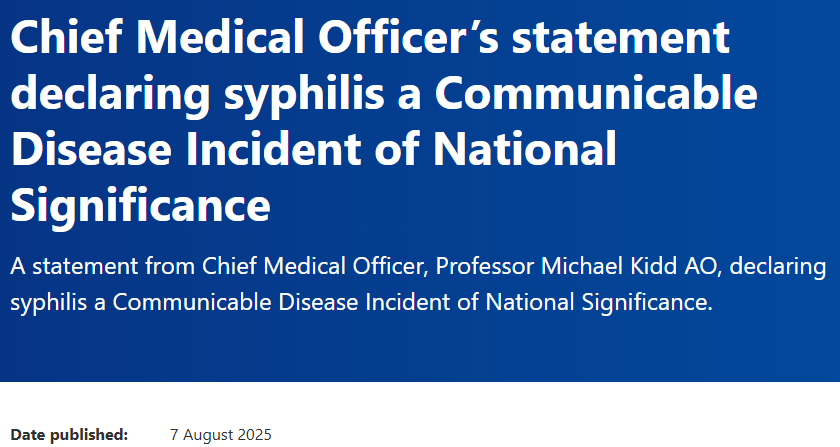 Chief Medical Officer’s statement
declaring syphilis a Communicable
Disease Incident of National
Significance
A statement from Chief Medical Officer, Professor Michael Kidd AO, declaring
syphilis a Communicable Disease Incident of National Significance.
Date published: 7 August 2025